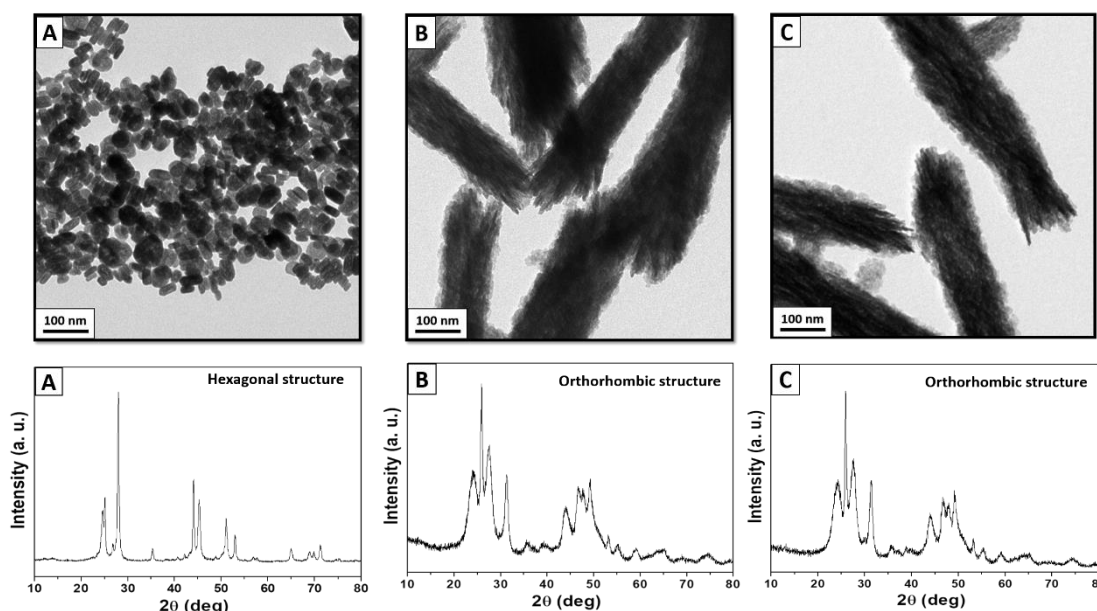 A
B
C
100 nm
100 nm
100 nm
A
Hexagonal structure
B
Orthorhombic structure
C
Orthorhombic structure
Intensity (a. u.)
Intensity (a. u.)
Intensity (a. u.)
10 20 30 40 50 60 70 80
10 20 30 40 50 60 70 80
10 20 30 40 50 60 70 80
2θ (deg)
2θ (deg)
2θ (deg)